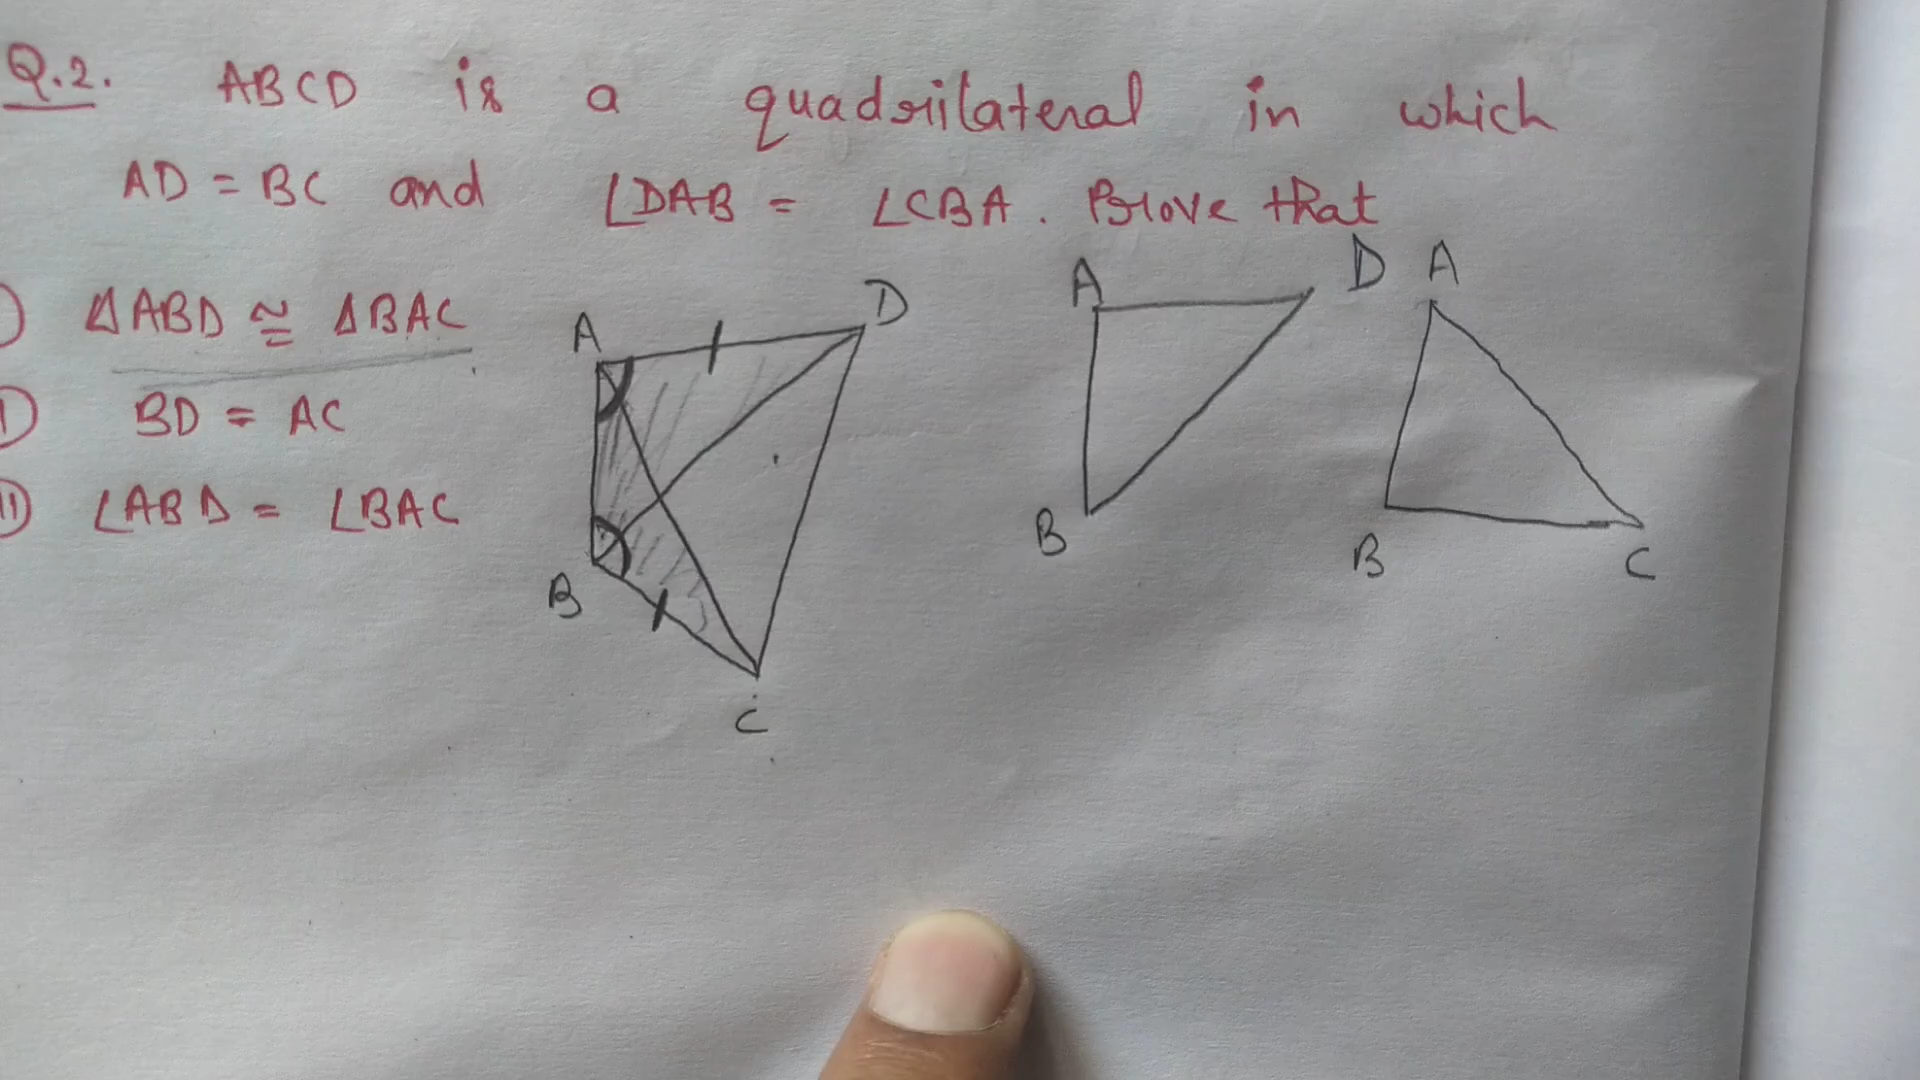 Q.2. ABCD is a quadrilateral in which
AD = BC and ∠DAB = ∠CBA. Prove that
) ΔABD ≅ ΔBAC
I) BD = AC
II) ∠ABD = ∠BAC
A D
B
C
A D
B
A
B C